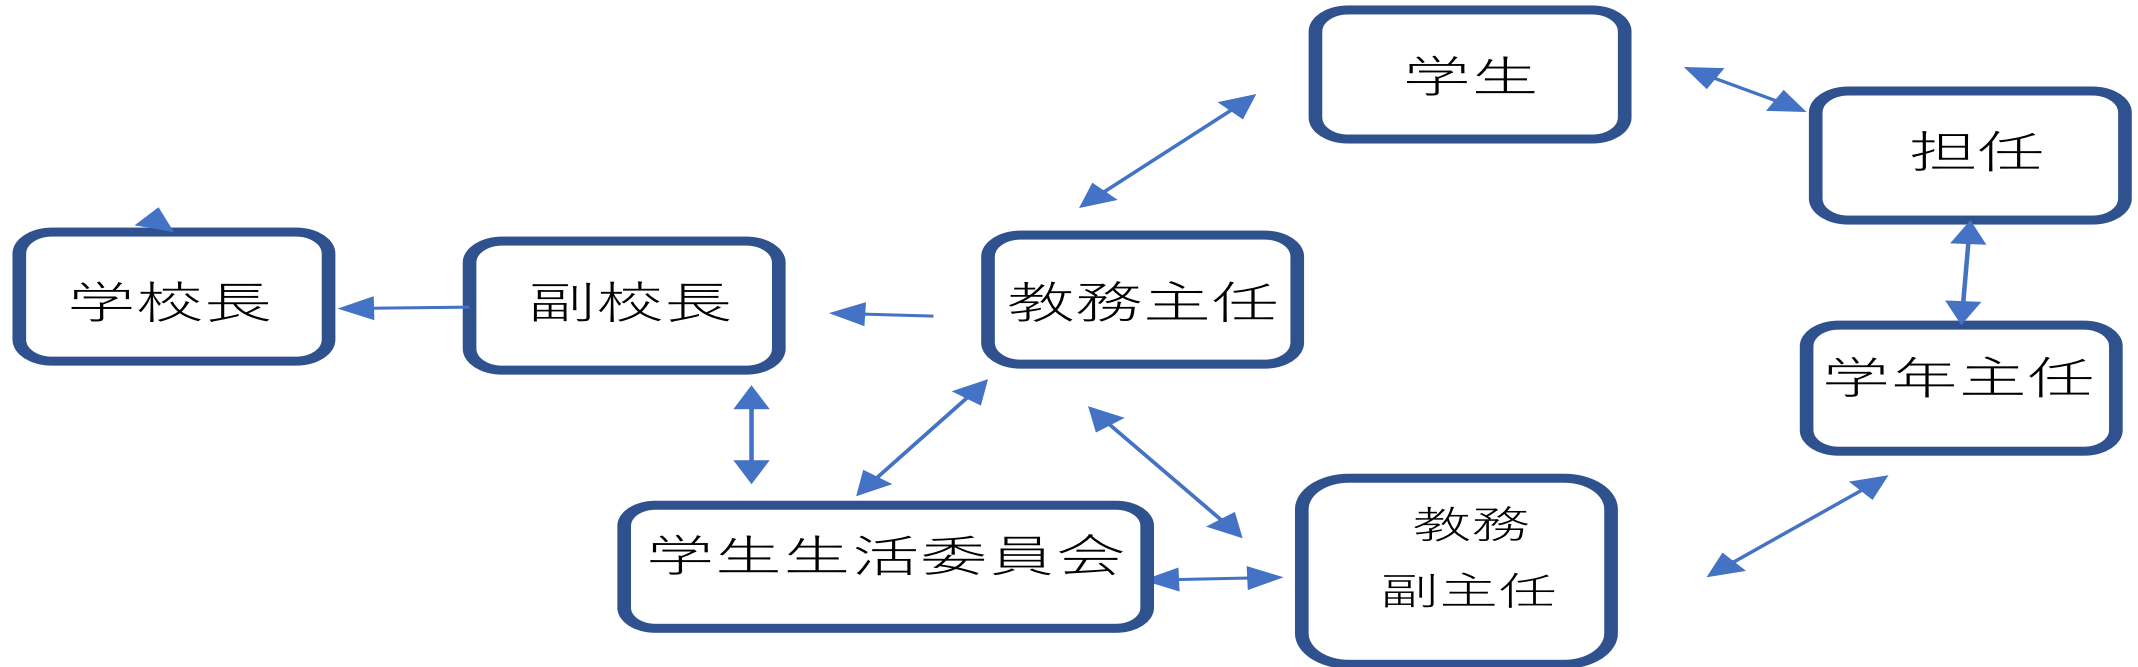 学生
担任
学校長
副校長
教務主任
学年主任
学生生活委員会
教務
副主任